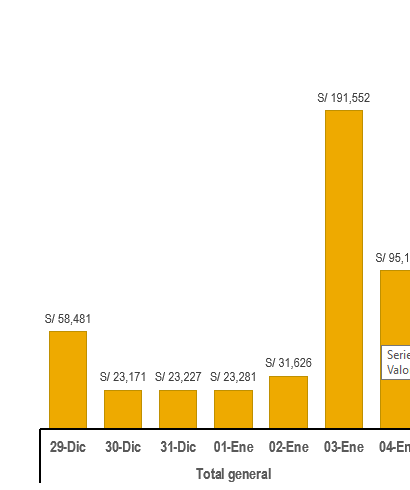 S/ 191,552
S/ 58,481
S/ 23,171
S/ 23,227
S/ 23,281
S/ 31,626
29-Dic
30-Dic
31-Dic
01-Ene
02-Ene
03-Ene
Total general